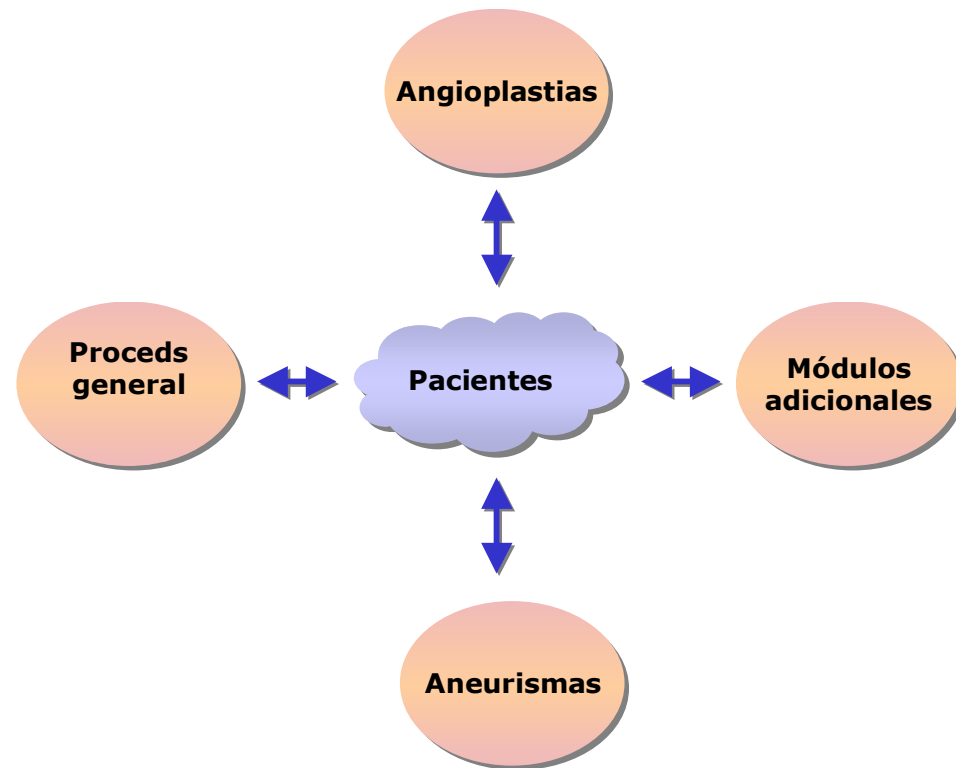 Angioplastias
Proceds
general
Pacientes
Módulos
adicionales
Aneurismas